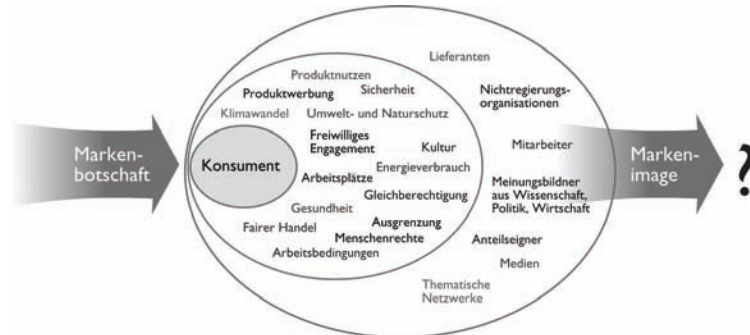 Lieferanten
Produktnutzen
Produktwerbung
Sicherheit
Nichtregierungs-
organisationen
Klimawandel
Umwelt- und Naturschutz
Marken-
botschaft
Konsument
Freiwilliges
Engagement
Kultur
Mitarbeiter
Marken-
image
?
Energieverbrauch
Arbeitsplätze
Gleichberechtigung
Meinungsbildner
aus Wissenschaft,
Politik, Wirtschaft
Gesundheit
Fairer Handel
Ausgrenzung
Menschenrechte
Anteilseigner
Arbeitsbedingungen
Medien
Thematische
Netzwerke